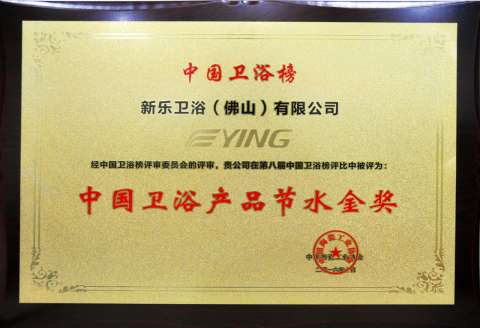 中国卫浴榜
新乐卫浴（佛山）有限公司
EYING
经中国卫浴榜评审委员会的评审，贵公司在第八届中国卫浴榜评比中被评为：
中国卫浴产品节水金奖